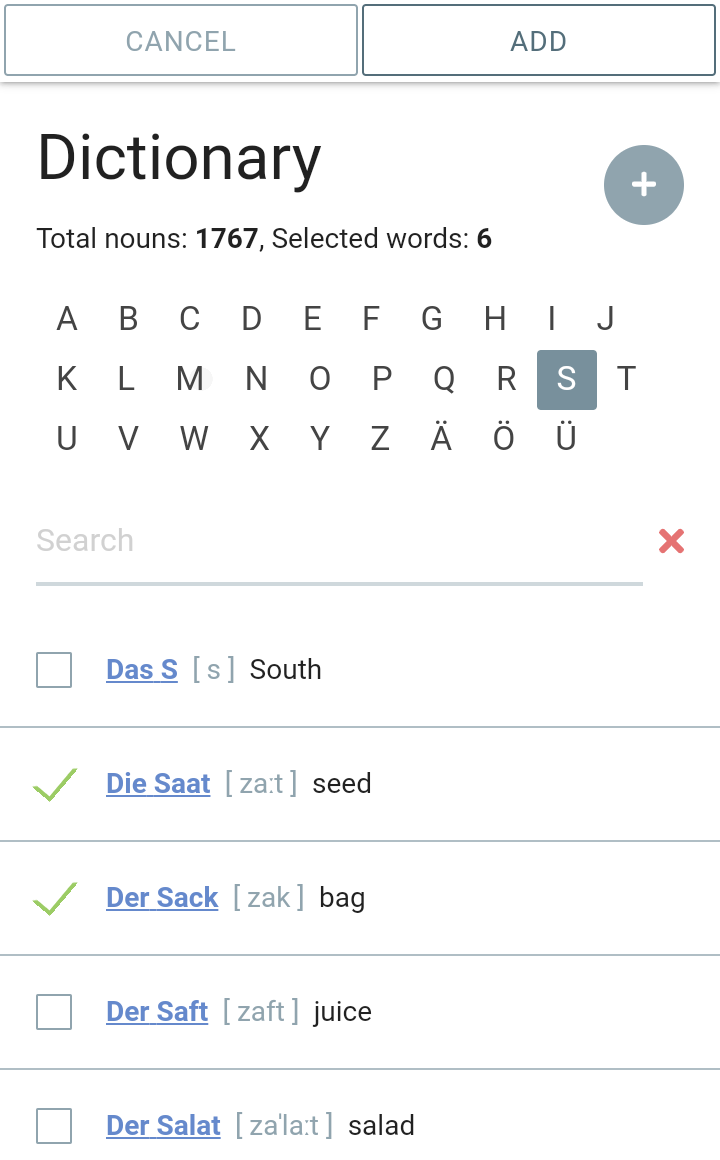 CANCEL ADD
Dictionary
+
Total nouns: 1767, Selected words: 6
A B C D E F G H I J
K L M N O P Q R S T
U V W X Y Z Ä Ö Ü
Search
Das S [ s ] South
Die Saat [ zaːt ] seed
Der Sack [ zak ] bag
Der Saft [ zaft ] juice
Der Salat [ zaˈlaːt ] salad